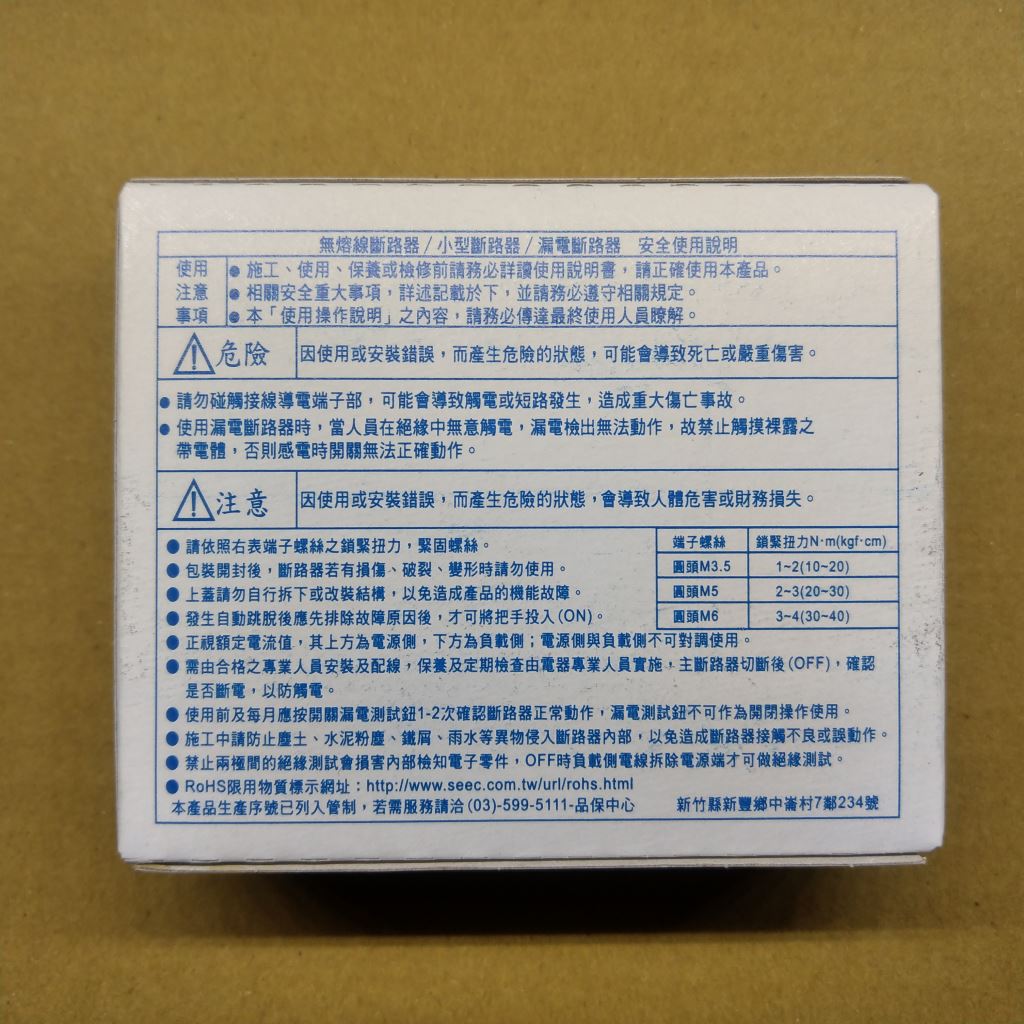 無熔線斷路器/小型斷路器/漏電斷路器 安全使用說明
使用注意事項
●施工、使用、保養或檢修前請務必詳讀使用說明書,請正確使用本產品。
●相關安全重大事項,詳述記載於下,並請務必遵守相關規定。
●本「使用操作說明」之內容,請務必傳達最終使用人員瞭解。
危險 因使用或安裝錯誤,而產生危險的狀態,可能會導致死亡或嚴重傷害。
●請勿碰觸接線導電端子部,可能會導致觸電或短路發生,造成重大傷亡事故。
●使用漏電斷路器時,當人員在絕緣中無意觸電,漏電檢出無法動作,故禁止觸摸裸露之
帶電體,否則感電時開關無法正確動作。
注意 因使用或安裝錯誤,而產生危險的狀態,會導致人體危害或財務損失。
●請依照右表端子螺絲之鎖緊扭力,緊固螺絲。
●包裝開封後,斷路器若有損傷、破裂、變形時請勿使用。
●上蓋請勿自行拆下或改裝結構,以免造成產品的機能故障。
●發生自動跳脫後應先排除故障原因後,才可將把手投入(ON)。
端子螺絲 鎖緊扭力N·m(kgf·cm)
圓頭M3.5 1~2(10~20)
圓頭M5 2~3(20~30)
圓頭M6 3~4(30~40)
●正視額定電流值,其上方為電源側,下方為負載側;電源側與負載側不可對調使用。
●需由合格之專業人員安裝及配線,保養及定期檢查由電器專業人員實施,主斷路器切斷後(OFF),確認
是否斷電,以防觸電。
●使用前及每月應按開關漏電測試鈕1-2次確認斷路器正常動作,漏電測試鈕不可作為開閉操作使用。
●施工中請防止塵土、水泥粉塵、鐵屑、雨水等異物侵入斷路器內部,以免造成斷路器接觸不良或誤動作。
●禁止兩極間的絕緣測試會損害內部檢知電子零件,OFF時負載側電線拆除電源端才可做絕緣測試。
●RoHS限用物質標示網址:http://www.seec.com.tw/url/rohs.html
本產品生產序號已列入管制,若需服務請洽(03)-599-5111-品保中心 新竹縣新豐鄉中崙村7鄰234號